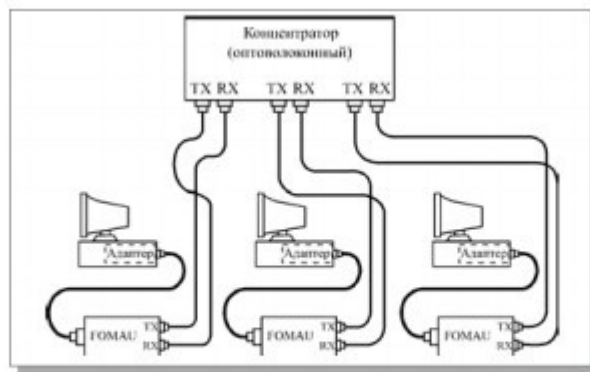 Концентратор
(оптоволоконный)
TX RX TX RX TX RX
Адаптер Адаптер Адаптер
TX TX TX
FOMAU FOMAU FOMAU
RX RX RX